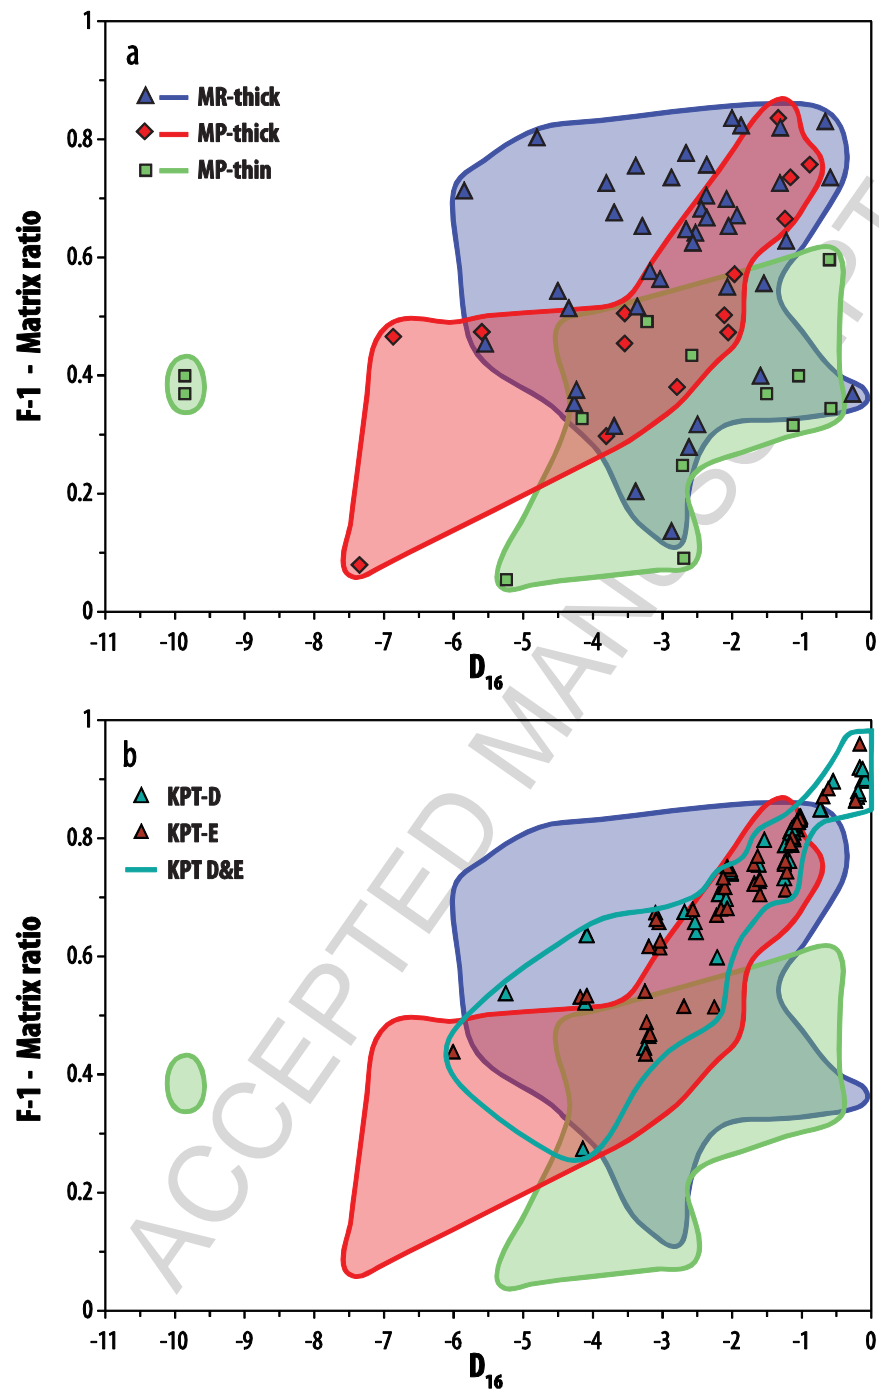 1
a
MR-thick
MP-thick
MP-thin
0.8
0.6
0.4
0.2
0
F-1 - Matrix ratio
-11 -10 -9 -8 -7 -6 -5 -4 -3 -2 -1 0
D16
ACCEPTED MANUSCRIPT
1
b
KPT-D
KPT-E
KPT D&E
0.8
0.6
0.4
0.2
0
F-1 - Matrix ratio
-11 -10 -9 -8 -7 -6 -5 -4 -3 -2 -1 0
D16